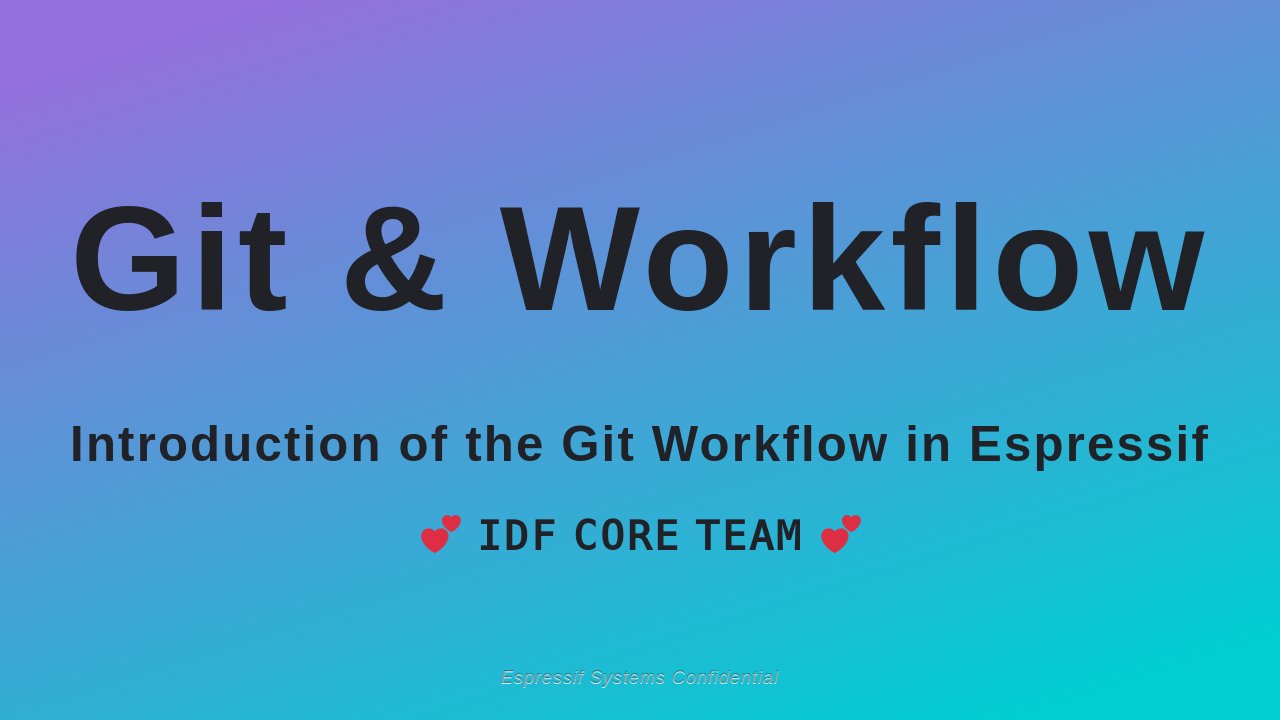 Git & Workflow
Introduction of the Git Workflow in Espressif
💕 IDF CORE TEAM 💕
Espressif Systems Confidential